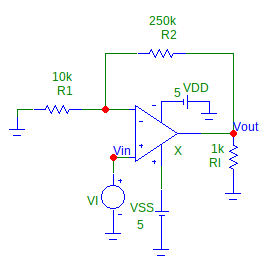 250k
R2
10k
R1
5
VDD
-
-
Vin
+
+
X
Vout
1k
Rl
+
VI
-
VSS
5